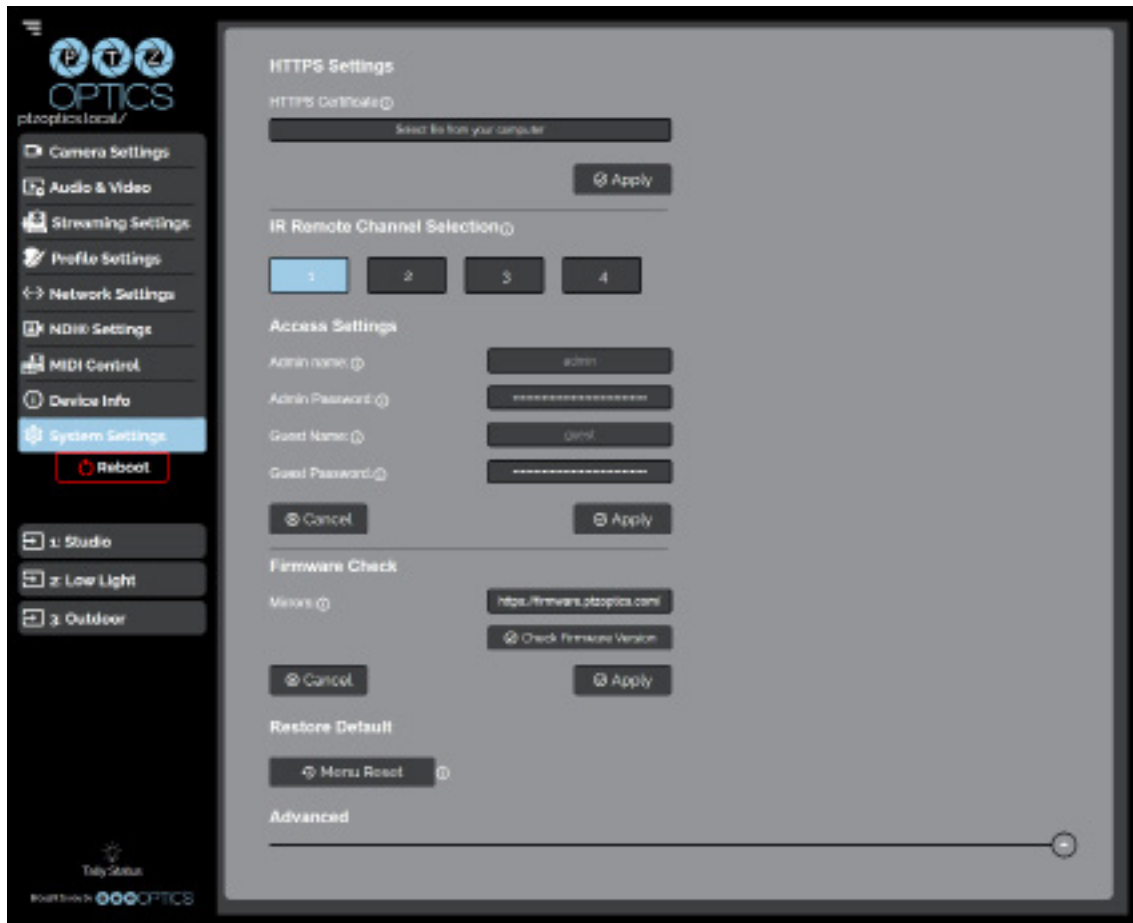 PTZ
OPTICS
ptzoptics.local/
Camera Settings
Audio & Video
Streaming Settings
Profile Settings
Network Settings
NDI® Settings
MIDI Control
Device Info
System Settings
Reboot
1: Studio
2: Low Light
3: Outdoor
Tally Status
OPTICS
HTTPS Settings
HTTPS Certificate
Select file from your computer
Apply
IR Remote Channel Selection
1 2 3 4
Access Settings
Admin name: admin
Admin Password:
Guest Name: guest
Guest Password:
Cancel Apply
Firmware Check
Mirrors https://firmware.ptzoptics.com/
Check Firmware Version
Cancel Apply
Restore Default
Menu Reset
Advanced